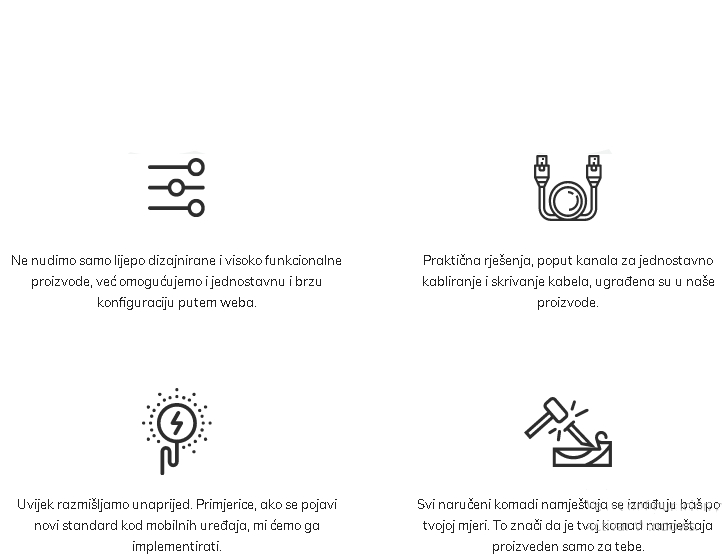 Ne nudimo samo lijepo dizajnirane i visoko funkcionalne
proizvode, već omogućujemo i jednostavnu i brzu
konfiguraciju putem weba.
Praktična rješenja, poput kanala za jednostavno
kabliranje i skrivanje kabela, ugrađena su u naše
proizvode.
Uvijek razmišljamo unaprijed. Primjerice, ako se pojavi
novi standard kod mobilnih uređaja, mi ćemo ga
implementirati.
Svi naručeni komadi namještaja se izrađuju baš po
tvojoj mjeri. To znači da je tvoj komad namještaja
proizveden samo za tebe.